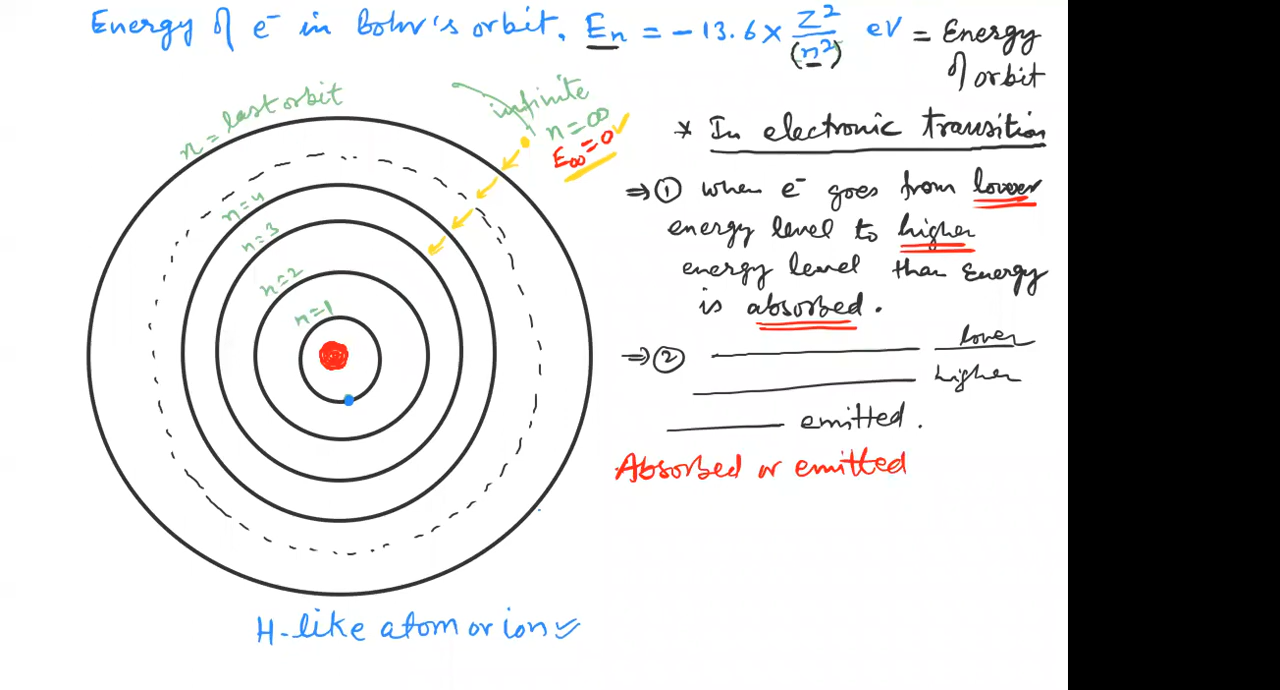 Energy of e⁻ in Bohr's orbit. En = -13.6 × Z²/(n²) eV = Energy
of orbit
n = last orbit
infinite
n = ∞
E∞ = 0
n=4
n=3
n=2
n=1
H-like atom or ion
* In electronic transition
⇒ ① when e⁻ goes from lower
energy level to higher
energy level than Energy
is absorbed.
⇒ ② lower
higher
emitted.
Absorbed or emitted